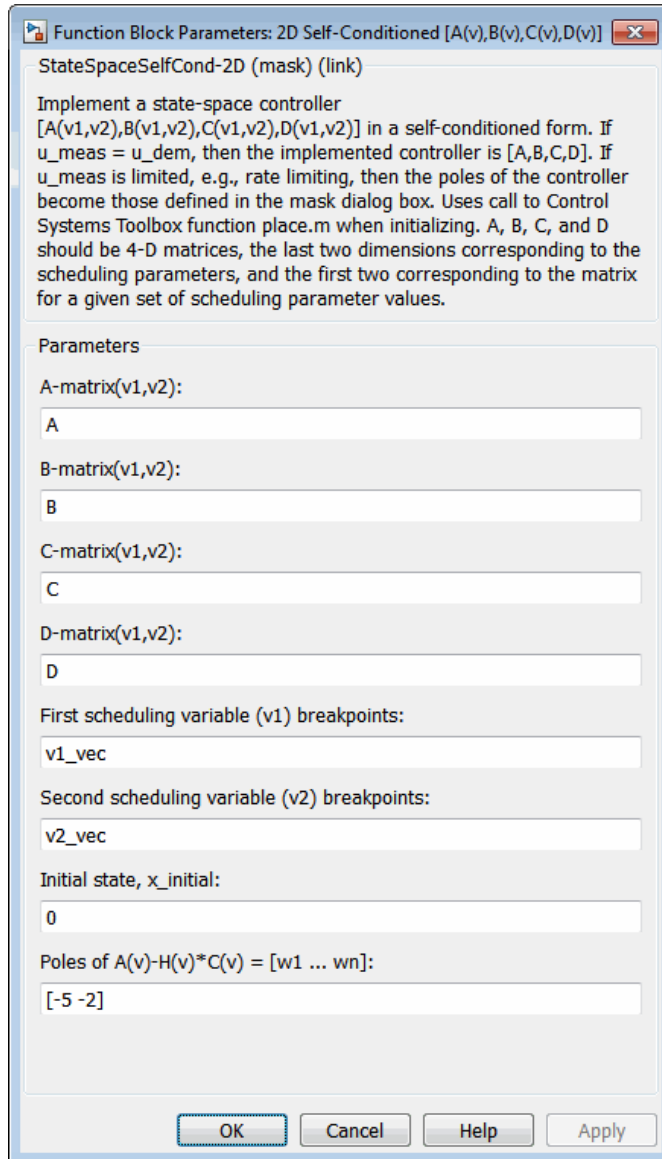 Function Block Parameters: 2D Self-Conditioned [A(v),B(v),C(v),D(v)]
StateSpaceSelfCond-2D (mask) (link)
Implement a state-space controller
[A(v1,v2),B(v1,v2),C(v1,v2),D(v1,v2)] in a self-conditioned form. If
u_meas = u_dem, then the implemented controller is [A,B,C,D]. If
u_meas is limited, e.g., rate limiting, then the poles of the controller
become those defined in the mask dialog box. Uses call to Control
Systems Toolbox function place.m when initializing. A, B, C, and D
should be 4-D matrices, the last two dimensions corresponding to the
scheduling parameters, and the first two corresponding to the matrix
for a given set of scheduling parameter values.
Parameters
A-matrix(v1,v2):
A
B-matrix(v1,v2):
B
C-matrix(v1,v2):
C
D-matrix(v1,v2):
D
First scheduling variable (v1) breakpoints:
v1_vec
Second scheduling variable (v2) breakpoints:
v2_vec
Initial state, x_initial:
0
Poles of A(v)-H(v)*C(v) = [w1 ... wn]:
[-5 -2]
OK Cancel Help Apply